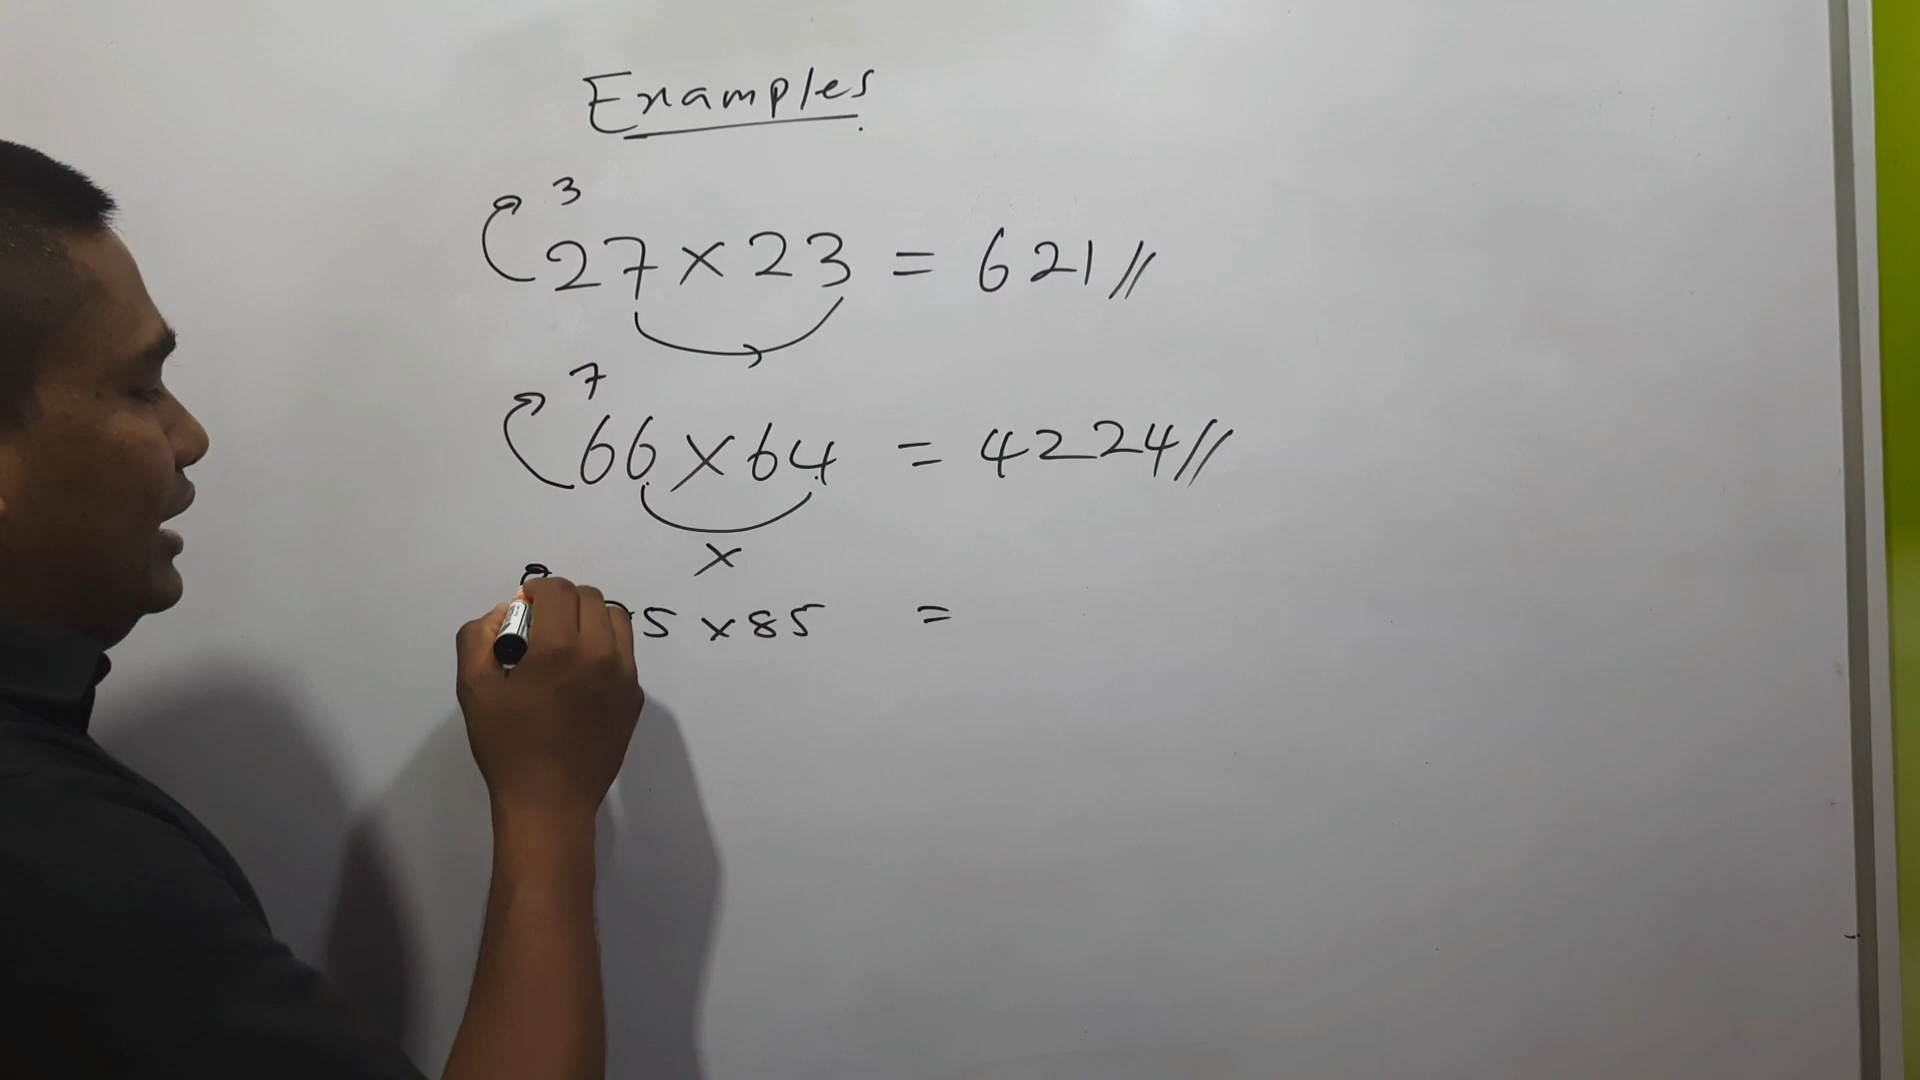 Examples
3
27 × 23 = 621//
7
66 × 64 = 4224//
×
5 × 85 =